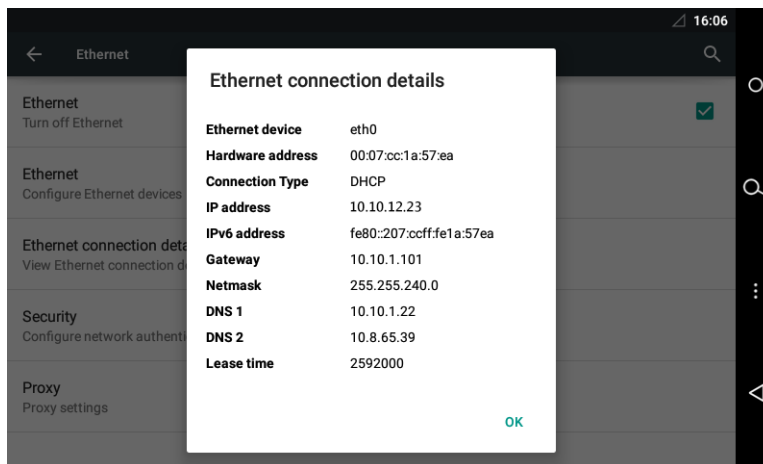 16:06
Ethernet
Ethernet connection details
Ethernet
Turn off Ethernet
Ethernet device eth0
Hardware address 00:07:cc:1a:57:ea
Connection Type DHCP
Ethernet
Configure Ethernet devices
IP address 10.10.12.23
IPv6 address fe80::207:ccff:fe1a:57ea
Ethernet connection deta
View Ethernet connection d
Gateway 10.10.1.101
Netmask 255.255.240.0
DNS 1 10.10.1.22
Security
Configure network authenti
DNS 2 10.8.65.39
Lease time 2592000
Proxy
Proxy settings
OK